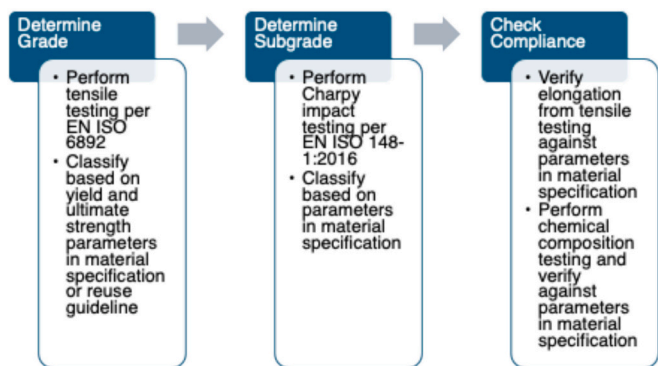 Determine
Grade
• Perform
tensile
testing per
EN ISO
6892
• Classify
based on
yield and
ultimate
strength
parameters
in material
specification
or reuse
guideline
Determine
Subgrade
• Perform
Charpy
impact
testing per
EN ISO 148-
1:2016
• Classify
based on
parameters
in material
specification
Check
Compliance
• Verify
elongation
from tensile
testing
against
parameters
in material
specification
• Perform
chemical
composition
testing and
verify
against
parameters
in material
specification